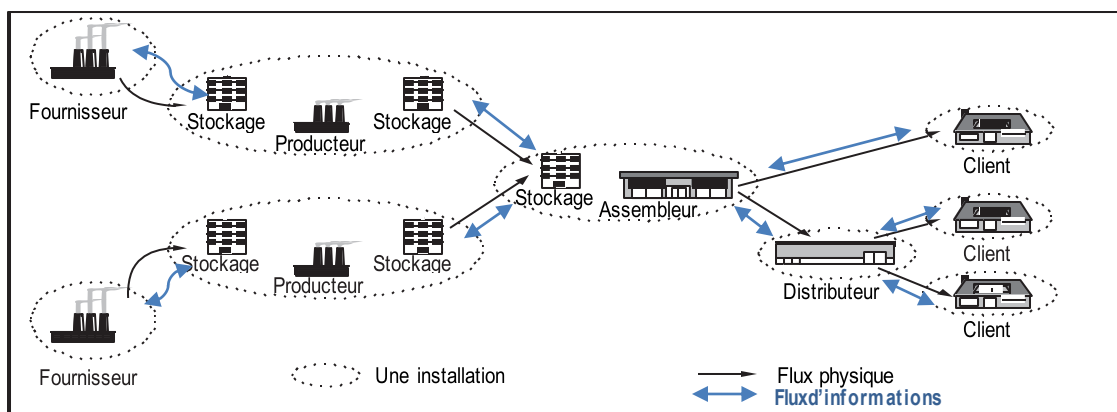 Fournisseur
Stockage
Producteur
Stockage
Stockage
Assembleur
Client
Client
Stockage
Producteur
Stockage
Distributeur
Client
Fournisseur
Une installation
Flux physique
Fluxd'informations